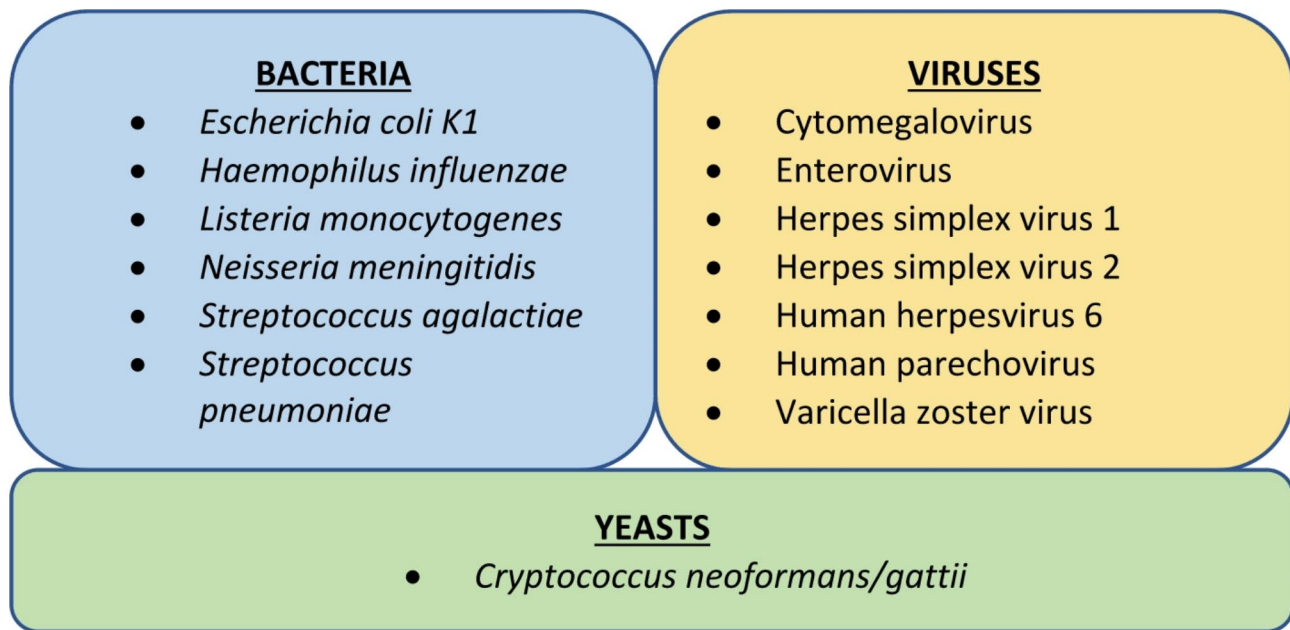 BACTERIA
• Escherichia coli K1
• Haemophilus influenzae
• Listeria monocytogenes
• Neisseria meningitidis
• Streptococcus agalactiae
• Streptococcus
pneumoniae
VIRUSES
• Cytomegalovirus
• Enterovirus
• Herpes simplex virus 1
• Herpes simplex virus 2
• Human herpesvirus 6
• Human parechovirus
• Varicella zoster virus
YEASTS
• Cryptococcus neoformans/gattii